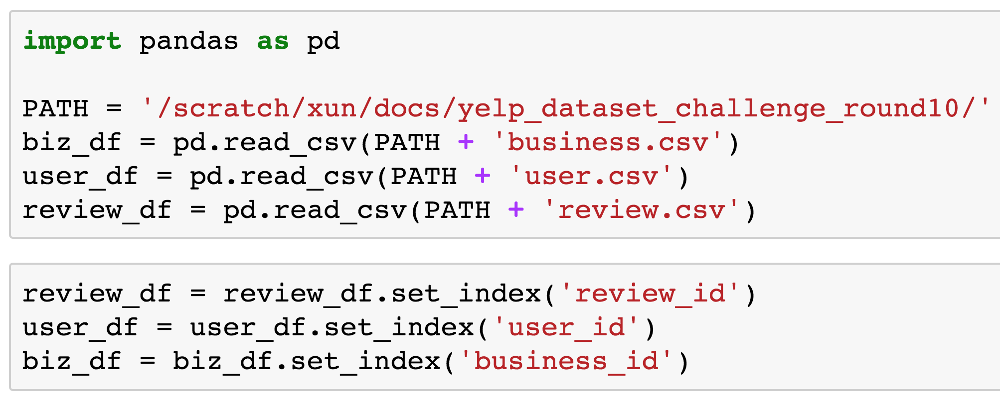 import pandas as pd
PATH = '/scratch/xun/docs/yelp_dataset_challenge_round10/'
biz_df = pd.read_csv(PATH + 'business.csv')
user_df = pd.read_csv(PATH + 'user.csv')
review_df = pd.read_csv(PATH + 'review.csv')
review_df = review_df.set_index('review_id')
user_df = user_df.set_index('user_id')
biz_df = biz_df.set_index('business_id')